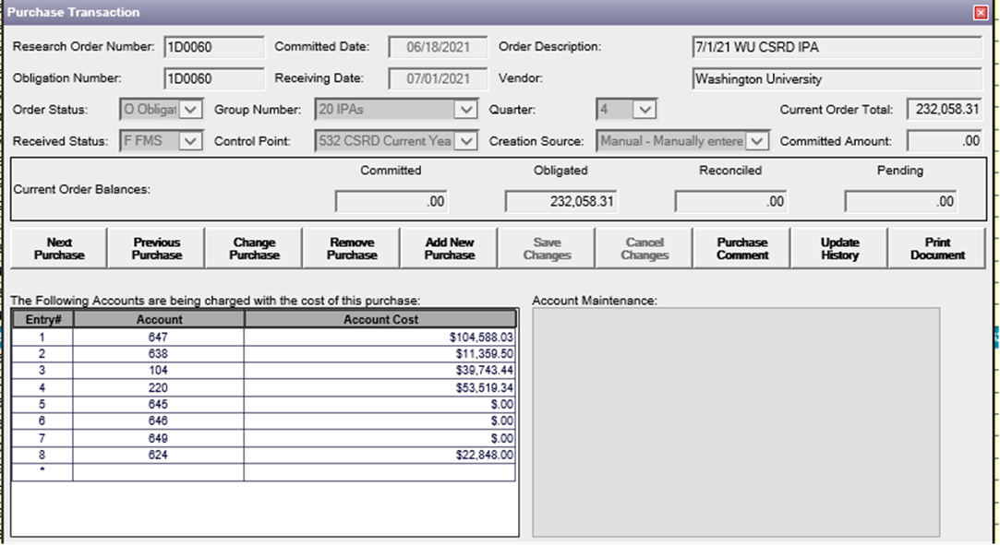 Purchase Transaction
Research Order Number: 1D0060 Committed Date: 06/18/2021 Order Description: 7/1/21 WU CSRD IPA
Obligation Number: 1D0060 Receiving Date: 07/01/2021 Vendor: Washington University
Order Status: O Obligat Group Number: 20 IPAs Quarter: 4 Current Order Total: 232,058.31
Received Status: F FMS Control Point: 532 CSRD Current Yea Creation Source: Manual - Manually entere Committed Amount: .00
Committed Obligated Reconciled Pending
Current Order Balances: .00 232,058.31 .00 .00
Next Purchase Previous Purchase Change Purchase Remove Purchase Add New Purchase Save Changes Cancel Changes Purchase Comment Update History Print Document
The Following Accounts are being charged with the cost of this purchase: Account Maintenance:
Entry# Account Account Cost
1 647 $104,588.03
2 638 $11,359.50
3 104 $39,743.44
4 220 $53,519.34
5 645 $.00
6 646 $.00
7 649 $.00
8 624 $22,848.00
*